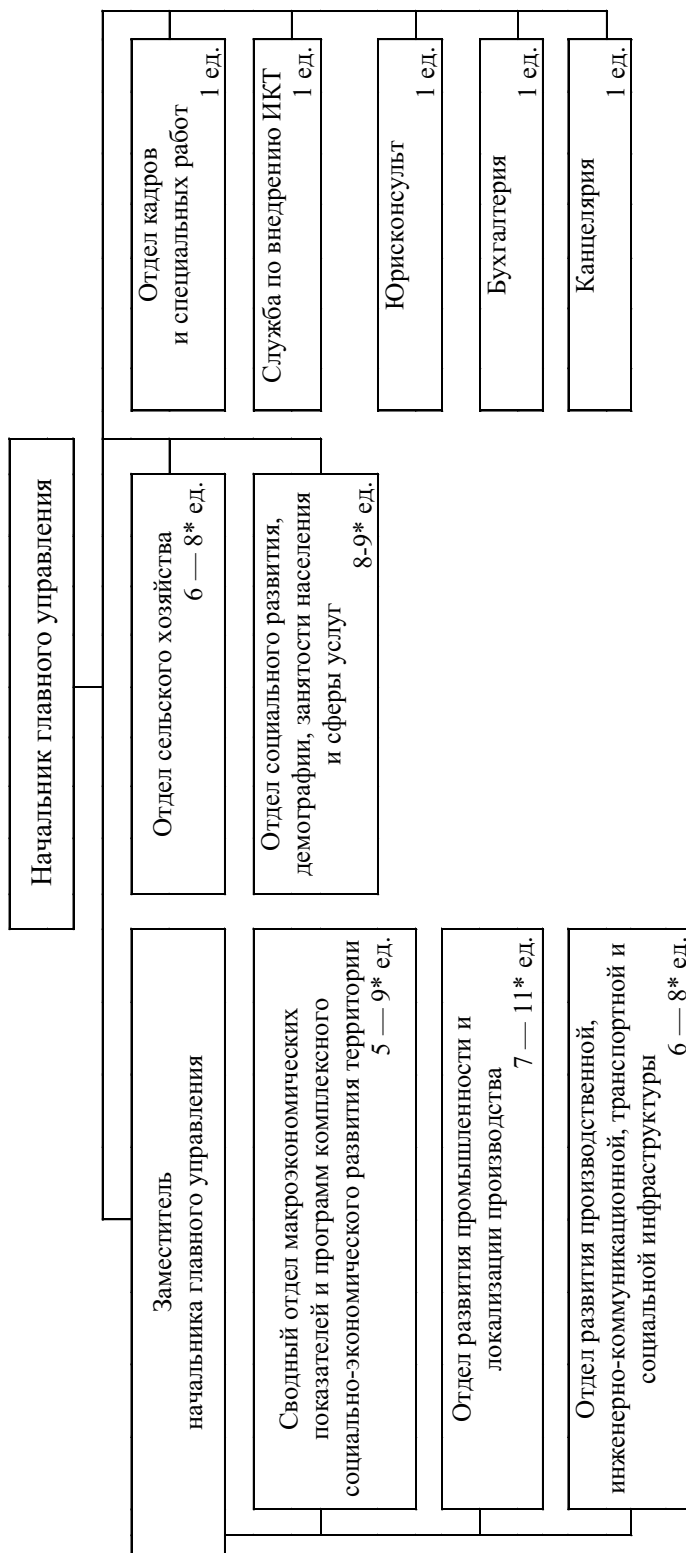 Начальник главного управления
Заместитель
начальника главного управления
Сводный отдел макроэкономических
показателей и программ комплексного
социально-экономического развития территории
5 — 9* ед.
Отдел развития промышленности и
локализации производства
7 — 11* ед.
Отдел развития производственной,
инженерно-коммуникационной, транспортной и
социальной инфраструктуры
6 — 8* ед.
Отдел сельского хозяйства
6 — 8* ед.
Отдел социального развития,
демографии, занятости населения
и сферы услуг
8-9* ед.
Отдел кадров
и специальных работ
1 ед.
Служба по внедрению ИКТ
1 ед.
Юрисконсульт
1 ед.
Бухгалтерия
1 ед.
Канцелярия
1 ед.